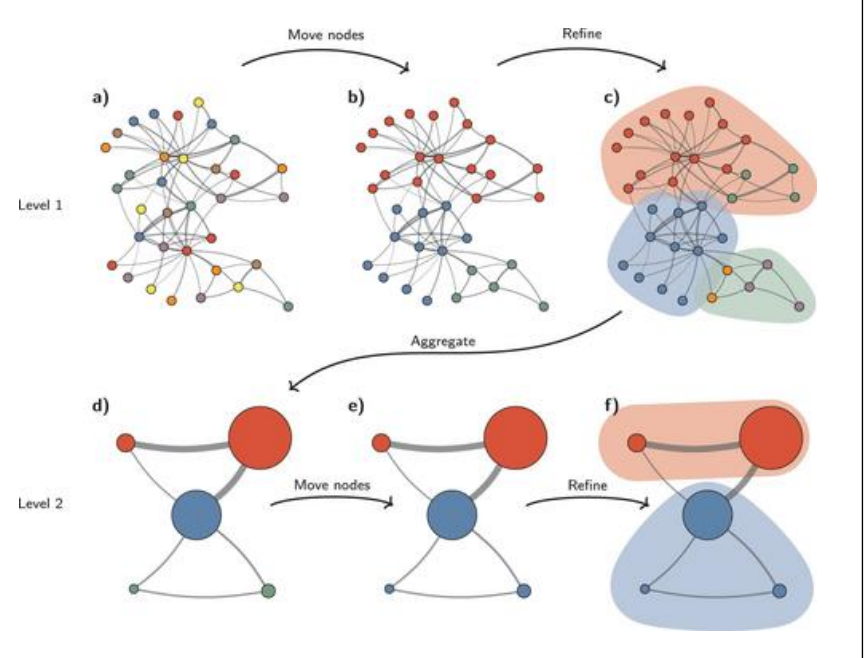 Move nodes
Refine
a)
b)
c)
Level 1
Aggregate
d)
e)
f)
Move nodes
Refine
Level 2